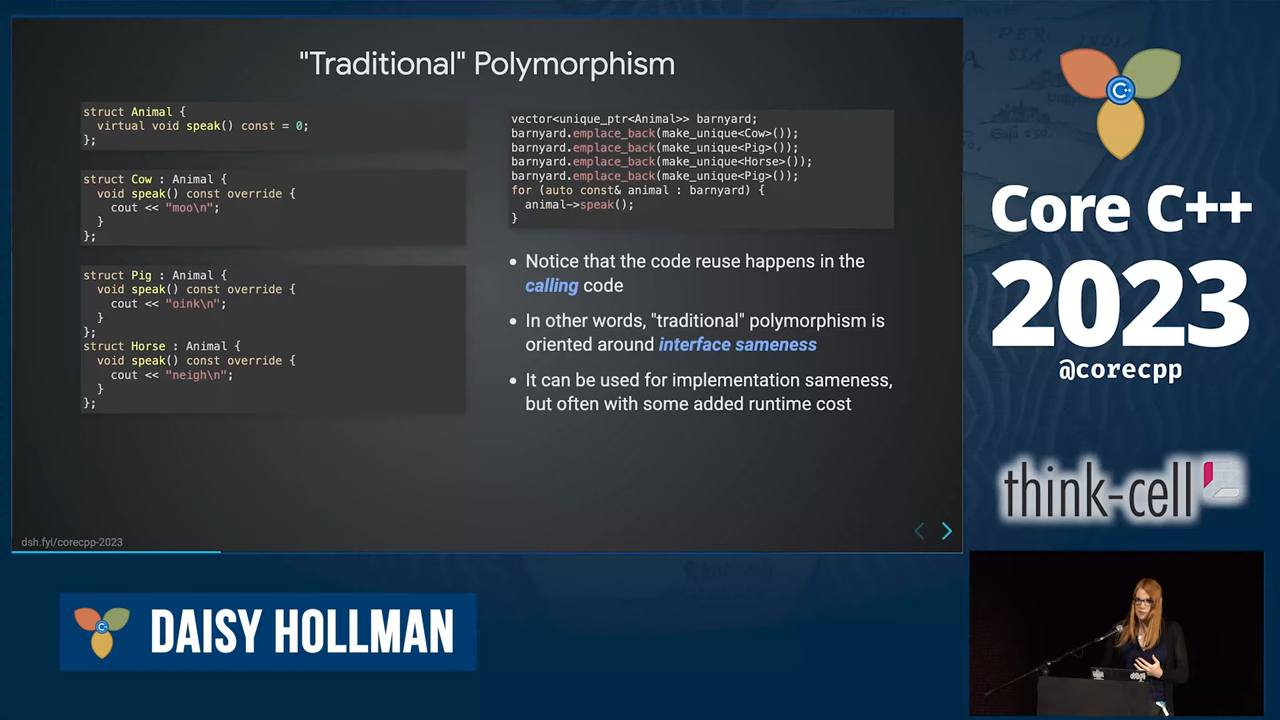 "Traditional" Polymorphism
struct Animal {
  virtual void speak() const = 0;
};
struct Cow : Animal {
  void speak() const override {
    cout << "moo\n";
  }
};
struct Pig : Animal {
  void speak() const override {
    cout << "oink\n";
  }
};
struct Horse : Animal {
  void speak() const override {
    cout << "neigh\n";
  }
};
vector<unique_ptr<Animal>> barnyard;
barnyard.emplace_back(make_unique<Cow>());
barnyard.emplace_back(make_unique<Pig>());
barnyard.emplace_back(make_unique<Horse>());
barnyard.emplace_back(make_unique<Pig>());
for (auto const& animal : barnyard) {
  animal->speak();
}
• Notice that the code reuse happens in the
calling code
• In other words, "traditional" polymorphism is
oriented around interface sameness
• It can be used for implementation sameness,
but often with some added runtime cost
dsh.fyi/corecpp-2023
C++
Core C++
2023
@corecpp
think-cell
DAISY HOLLMAN